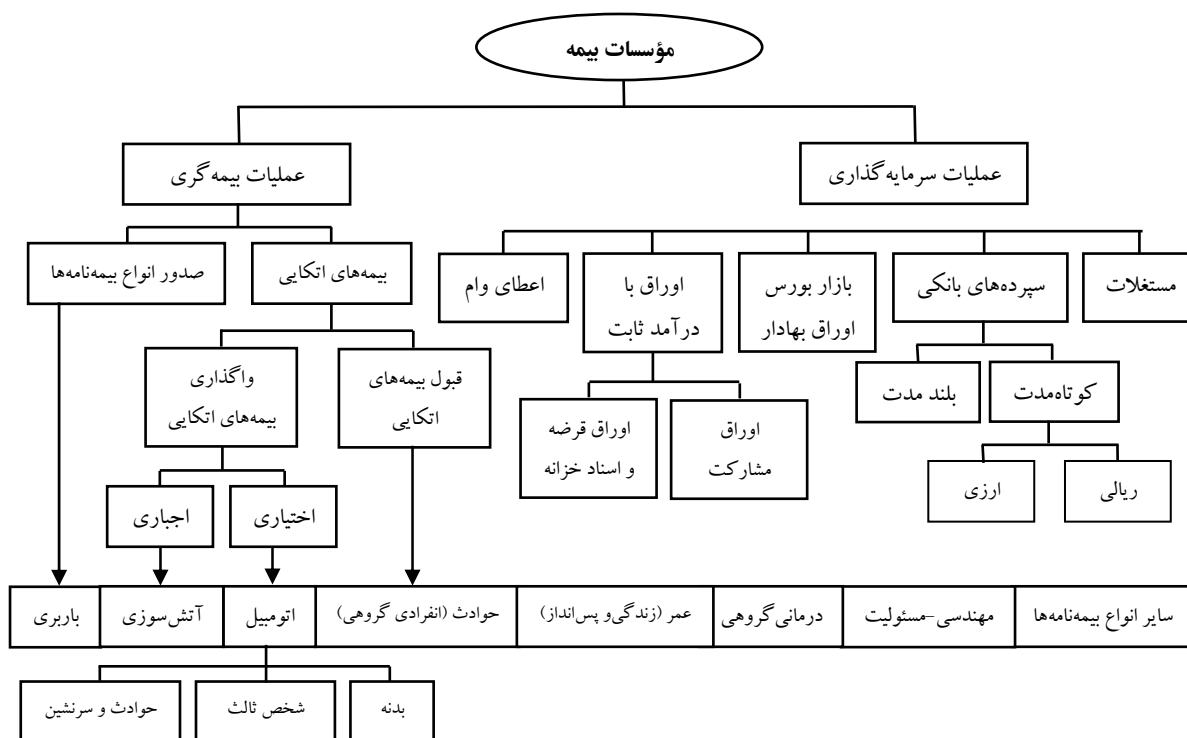 مؤسسات بیمه
عملیات سرمایه‌گذاری
عملیات بیمه‌گری
مستغلات
سپرده‌های بانکی
بازار بورس
اوراق بهادار
اوراق با
درآمد ثابت
اعطای وام
بیمه‌های اتکایی
صدور انواع بیمه‌نامه‌ها
کوتاه‌مدت
بلند مدت
اوراق
مشارکت
اوراق قرضه
و اسناد خزانه
قبول بیمه‌های
اتکایی
واگذاری
بیمه‌های اتکایی
ریالی
ارزی
اختیاری
اجباری
سایر انواع بیمه‌نامه‌ها
مهندسی-مسئولیت
درمانی گروهی
عمر (زندگی و پس‌انداز)
حوادث (انفرادی گروهی)
اتومبیل
آتش‌سوزی
باربری
بدنه
شخص ثالث
حوادث و سرنشین